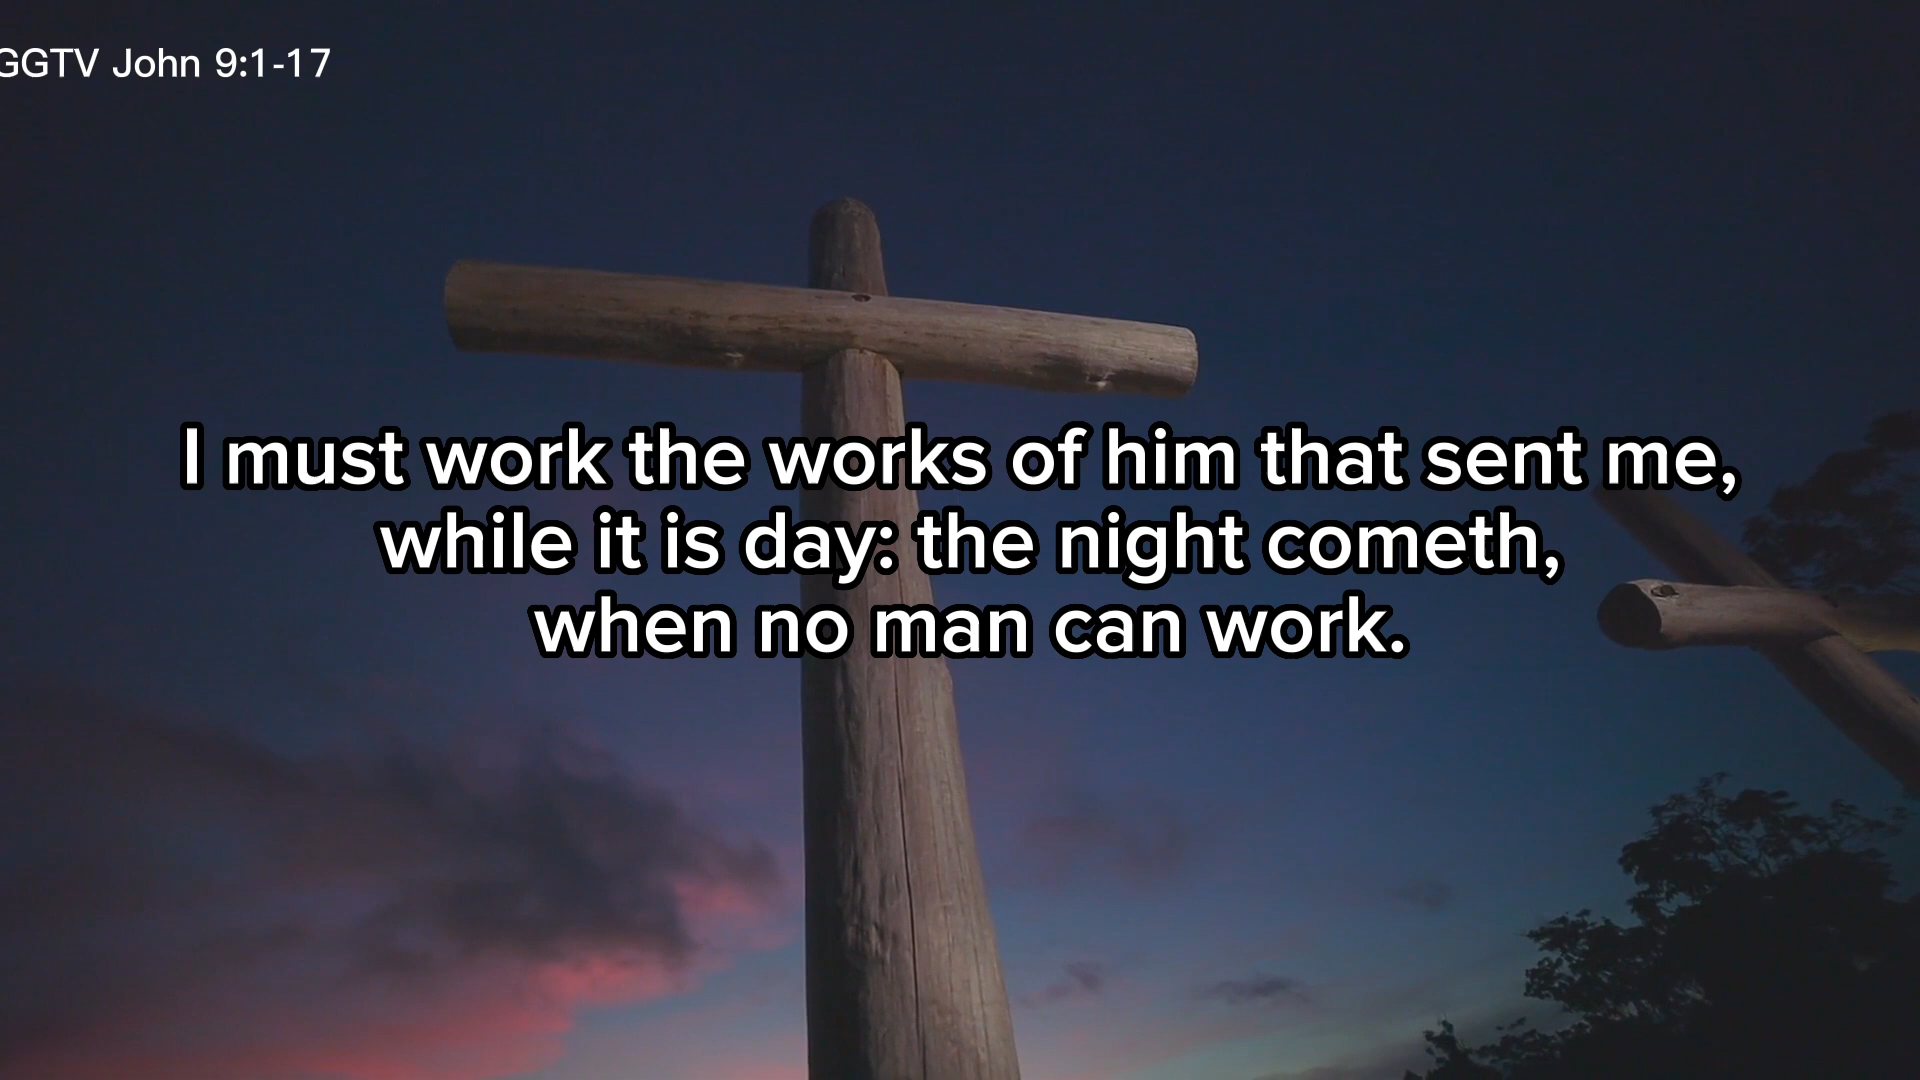 GGTV John 9:1-17
I must work the works of him that sent me,
while it is day: the night cometh,
when no man can work.